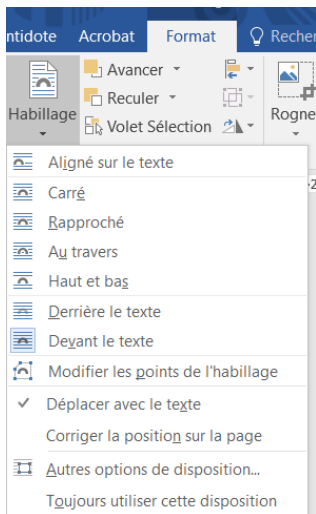 ntidote Acrobat Format Recher
Avancer
Reculer
Habillage Volet Sélection Rogne
Aligné sur le texte
Carré
Rapproché
Au travers
Haut et bas
Derrière le texte
Devant le texte
Modifier les points de l'habillage
Déplacer avec le texte
Corriger la position sur la page
Autres options de disposition...
Toujours utiliser cette disposition